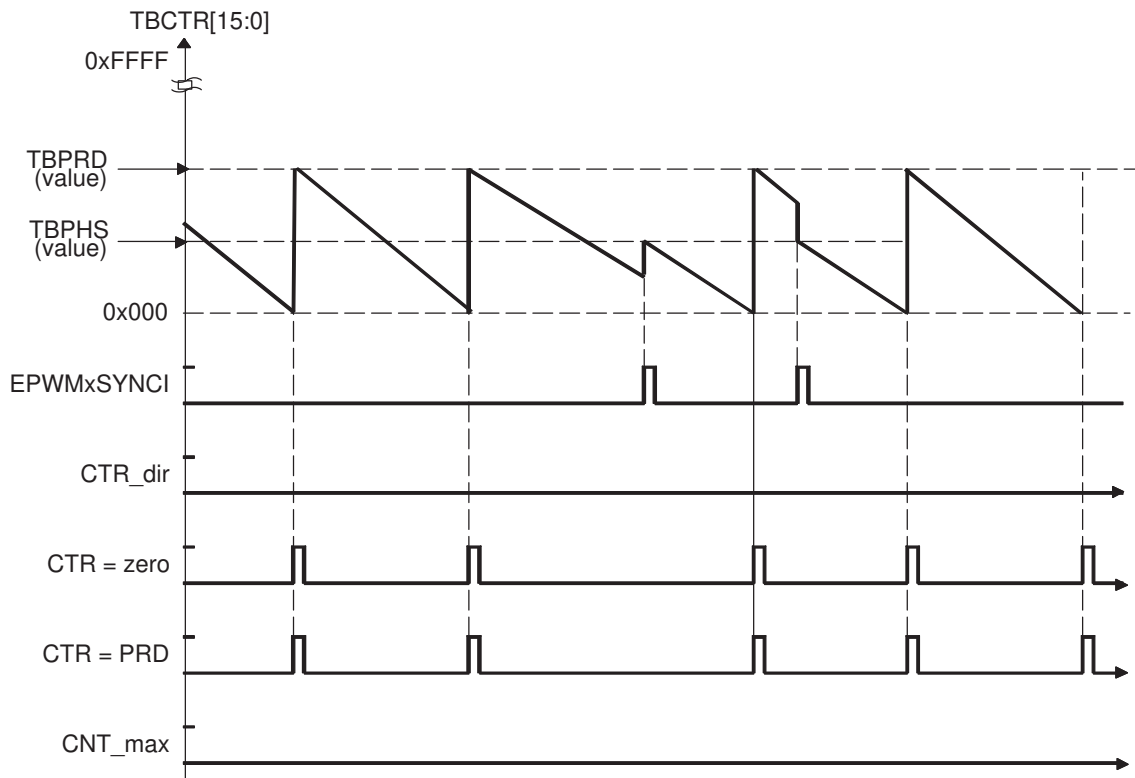 TBCTR[15:0]
0xFFFF
TBPRD
(value)
TBPHS
(value)
0x000
EPWMxSYNCI
CTR_dir
CTR = zero
CTR = PRD
CNT_max